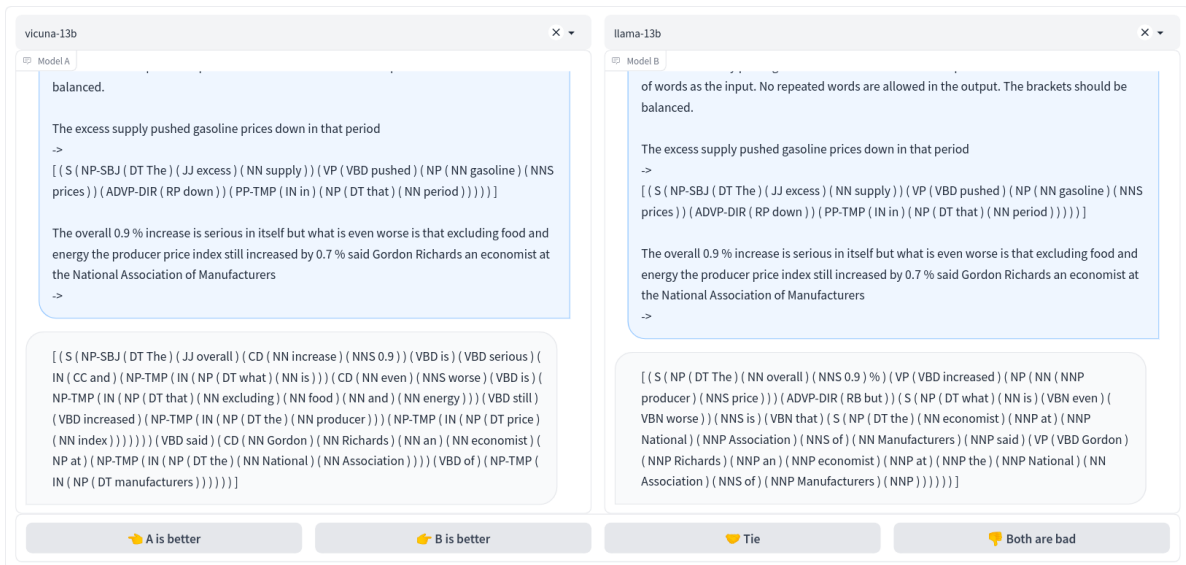 vicuna-13b
Model A
balanced.
The excess supply pushed gasoline prices down in that period
->
[ ( S ( NP-SBJ ( DT The ) ( JJ excess ) ( NN supply ) ) ( VP ( VBD pushed ) ( NP ( NN gasoline ) ( NNS
prices ) ) ( ADVP-DIR ( RP down ) ) ( PP-TMP ( IN in ) ( NP ( DT that ) ( NN period ) ) ) ) ) ]
The overall 0.9 % increase is serious in itself but what is even worse is that excluding food and
energy the producer price index still increased by 0.7 % said Gordon Richards an economist at
the National Association of Manufacturers
->
[ ( S ( NP-SBJ ( DT The ) ( JJ overall ) ( CD ( NN increase ) ( NNS 0.9 ) ) ( VBD is ) ( VBD serious ) (
IN ( CC and ) ( NP-TMP ( IN ( NP ( DT what ) ( NN is ) ) ) ( CD ( NN even ) ( NNS worse ) ( VBD is ) (
NP-TMP ( IN ( NP ( DT that ) ( NN excluding ) ( NN food ) ( NN and ) ( NN energy ) ) ) ( VBD still )
( VBD increased ) ( NP-TMP ( IN ( NP ( DT the ) ( NN producer ) ) ) ( NP-TMP ( IN ( NP ( DT price )
( NN index ) ) ) ) ) ) ) ( VBD said ) ( CD ( NN Gordon ) ( NN Richards ) ( NN an ) ( NN economist ) (
NP at ) ( NP-TMP ( IN ( NP ( DT the ) ( NN National ) ( NN Association ) ) ) ) ( VBD of ) ( NP-TMP (
IN ( NP ( DT manufacturers ) ) ) ) ) ) ]
llama-13b
Model B
of words as the input. No repeated words are allowed in the output. The brackets should be
balanced.
The excess supply pushed gasoline prices down in that period
->
[ ( S ( NP-SBJ ( DT The ) ( JJ excess ) ( NN supply ) ) ( VP ( VBD pushed ) ( NP ( NN gasoline ) ( NNS
prices ) ) ( ADVP-DIR ( RP down ) ) ( PP-TMP ( IN in ) ( NP ( DT that ) ( NN period ) ) ) ) ) ]
The overall 0.9 % increase is serious in itself but what is even worse is that excluding food and
energy the producer price index still increased by 0.7 % said Gordon Richards an economist at
the National Association of Manufacturers
->
[ ( S ( NP ( DT The ) ( NN overall ) ( NNS 0.9 ) % ) ( VP ( VBD increased ) ( NP ( NN ( NNP
producer ) ( NNS price ) ) ) ( ADVP-DIR ( RB but ) ) ( S ( NP ( DT what ) ( NN is ) ( VBN even ) (
VBN worse ) ) ( NNS is ) ( VBN that ) ( S ( NP ( DT the ) ( NN economist ) ( NNP at ) ( NNP
National ) ( NNP Association ) ( NNS of ) ( NN Manufacturers ) ( NNP said ) ( VP ( VBD Gordon )
( NNP Richards ) ( NNP an ) ( NNP economist ) ( NNP at ) ( NNP the ) ( NNP National ) ( NN
Association ) ( NNS of ) ( NNP Manufacturers ) ( NNP ) ) ) ) ) ) ]
👈 A is better
👉 B is better
🤝 Tie
👎 Both are bad